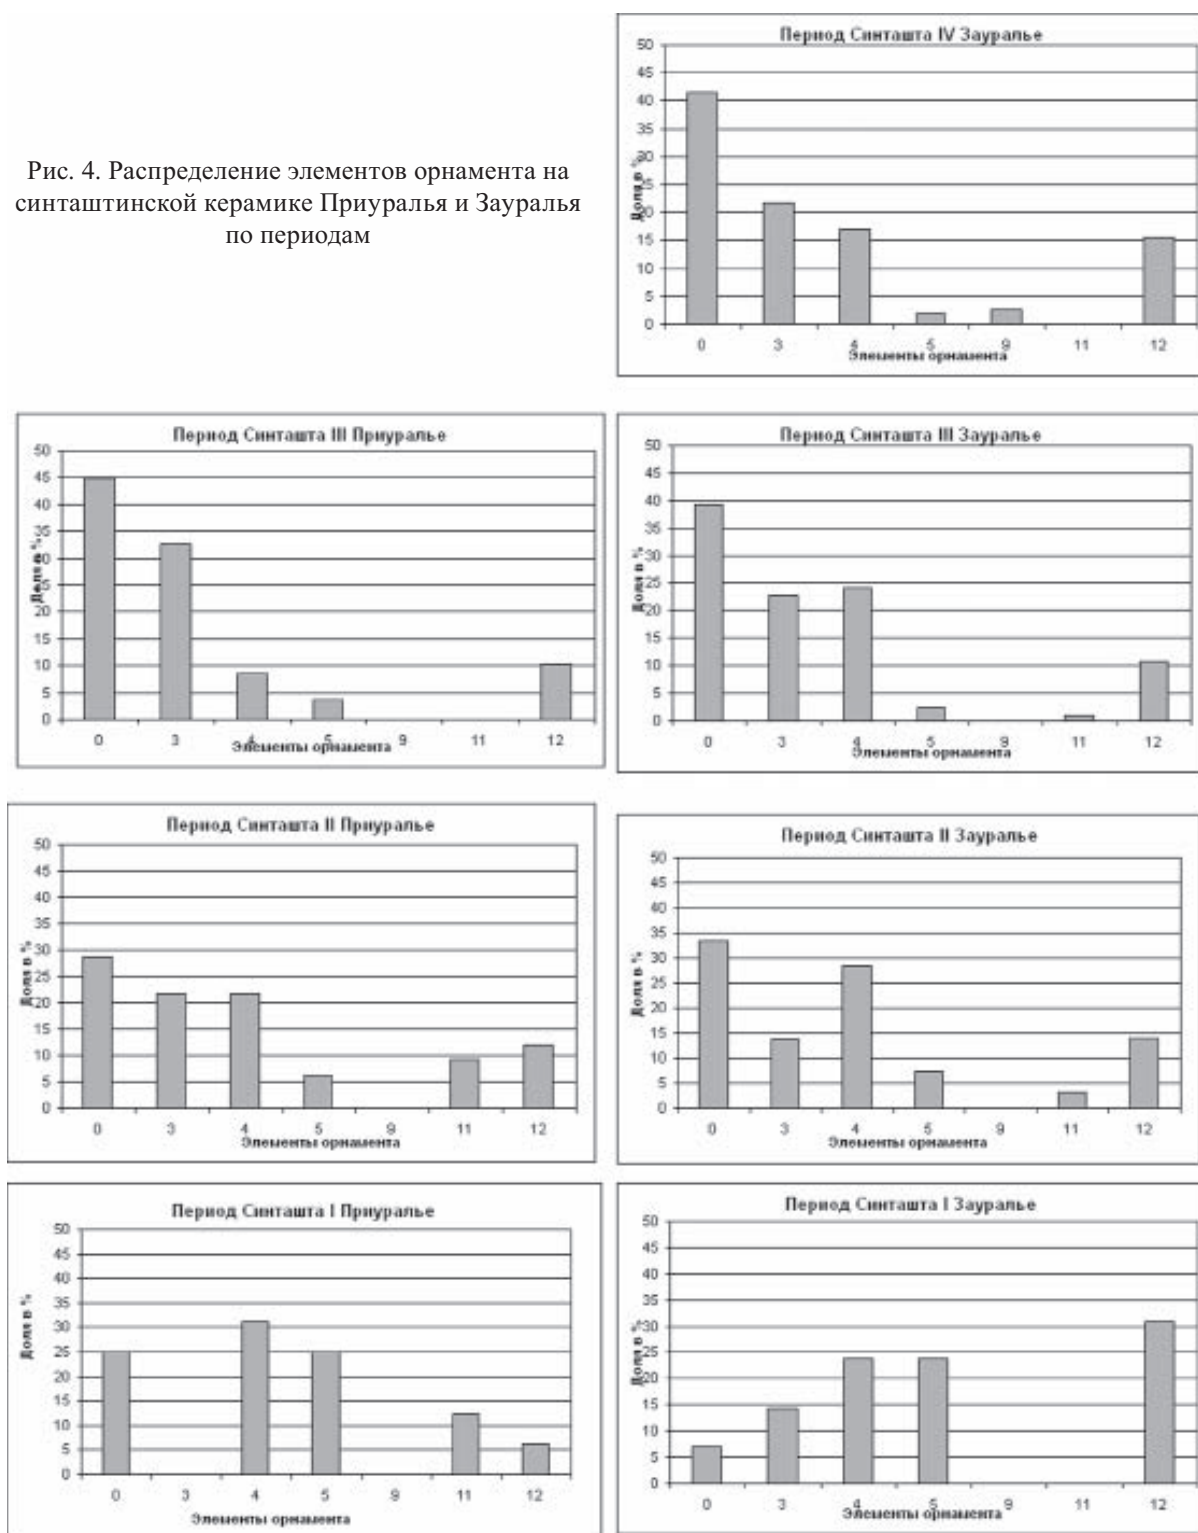 Период Синташта IV Зауралье
50
45
40
35
30
25
20
15
10
5
0
Доля в %
0 3 4 5 9 11 12
Элементы орнамента
Рис. 4. Распределение элементов орнамента на
синташтинской керамике Приуралья и Зауралья
по периодам
Период Синташта III Приуралье
50
45
40
35
30
25
20
15
10
5
0
Доля в %
0 3 4 5 9 11 12
Элементы орнамента
Период Синташта III Зауралье
50
45
40
35
30
25
20
15
10
5
0
Доля в %
0 3 4 5 9 11 12
Элементы орнамента
Период Синташта II Приуралье
50
45
40
35
30
25
20
15
10
5
0
Доля в %
0 3 4 5 9 11 12
Элементы орнамента
Период Синташта II Зауралье
50
45
40
35
30
25
20
15
10
5
0
Доля в %
0 3 4 5 9 11 12
Элементы орнамента
Период Синташта I Приуралье
50
45
40
35
30
25
20
15
10
5
0
Доля в %
0 3 4 5 9 11 12
Элементы орнамента
Период Синташта I Зауралье
50
45
40
35
30
25
20
15
10
5
0
Доля в %
0 3 4 5 9 11 12
Элементы орнамента